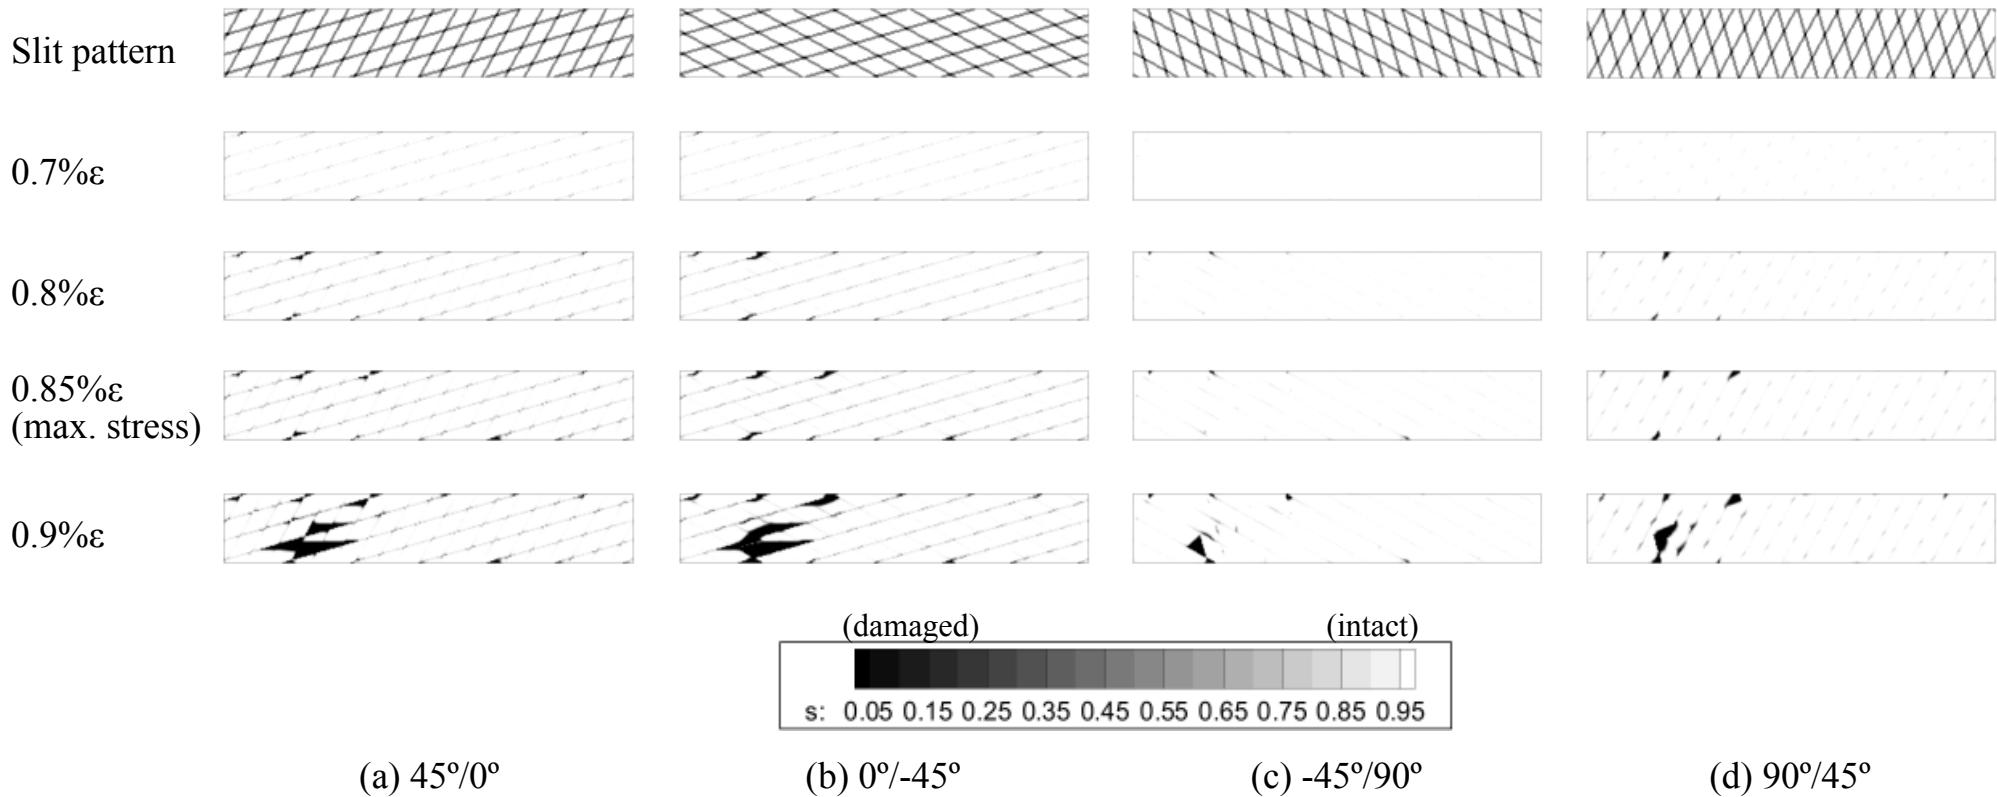 Slit pattern
0.7%ε
0.8%ε
0.85%ε
(max. stress)
0.9%ε
(damaged) (intact)
s: 0.05 0.15 0.25 0.35 0.45 0.55 0.65 0.75 0.85 0.95
(a) 45º/0º (b) 0º/-45º (c) -45º/90º (d) 90º/45º